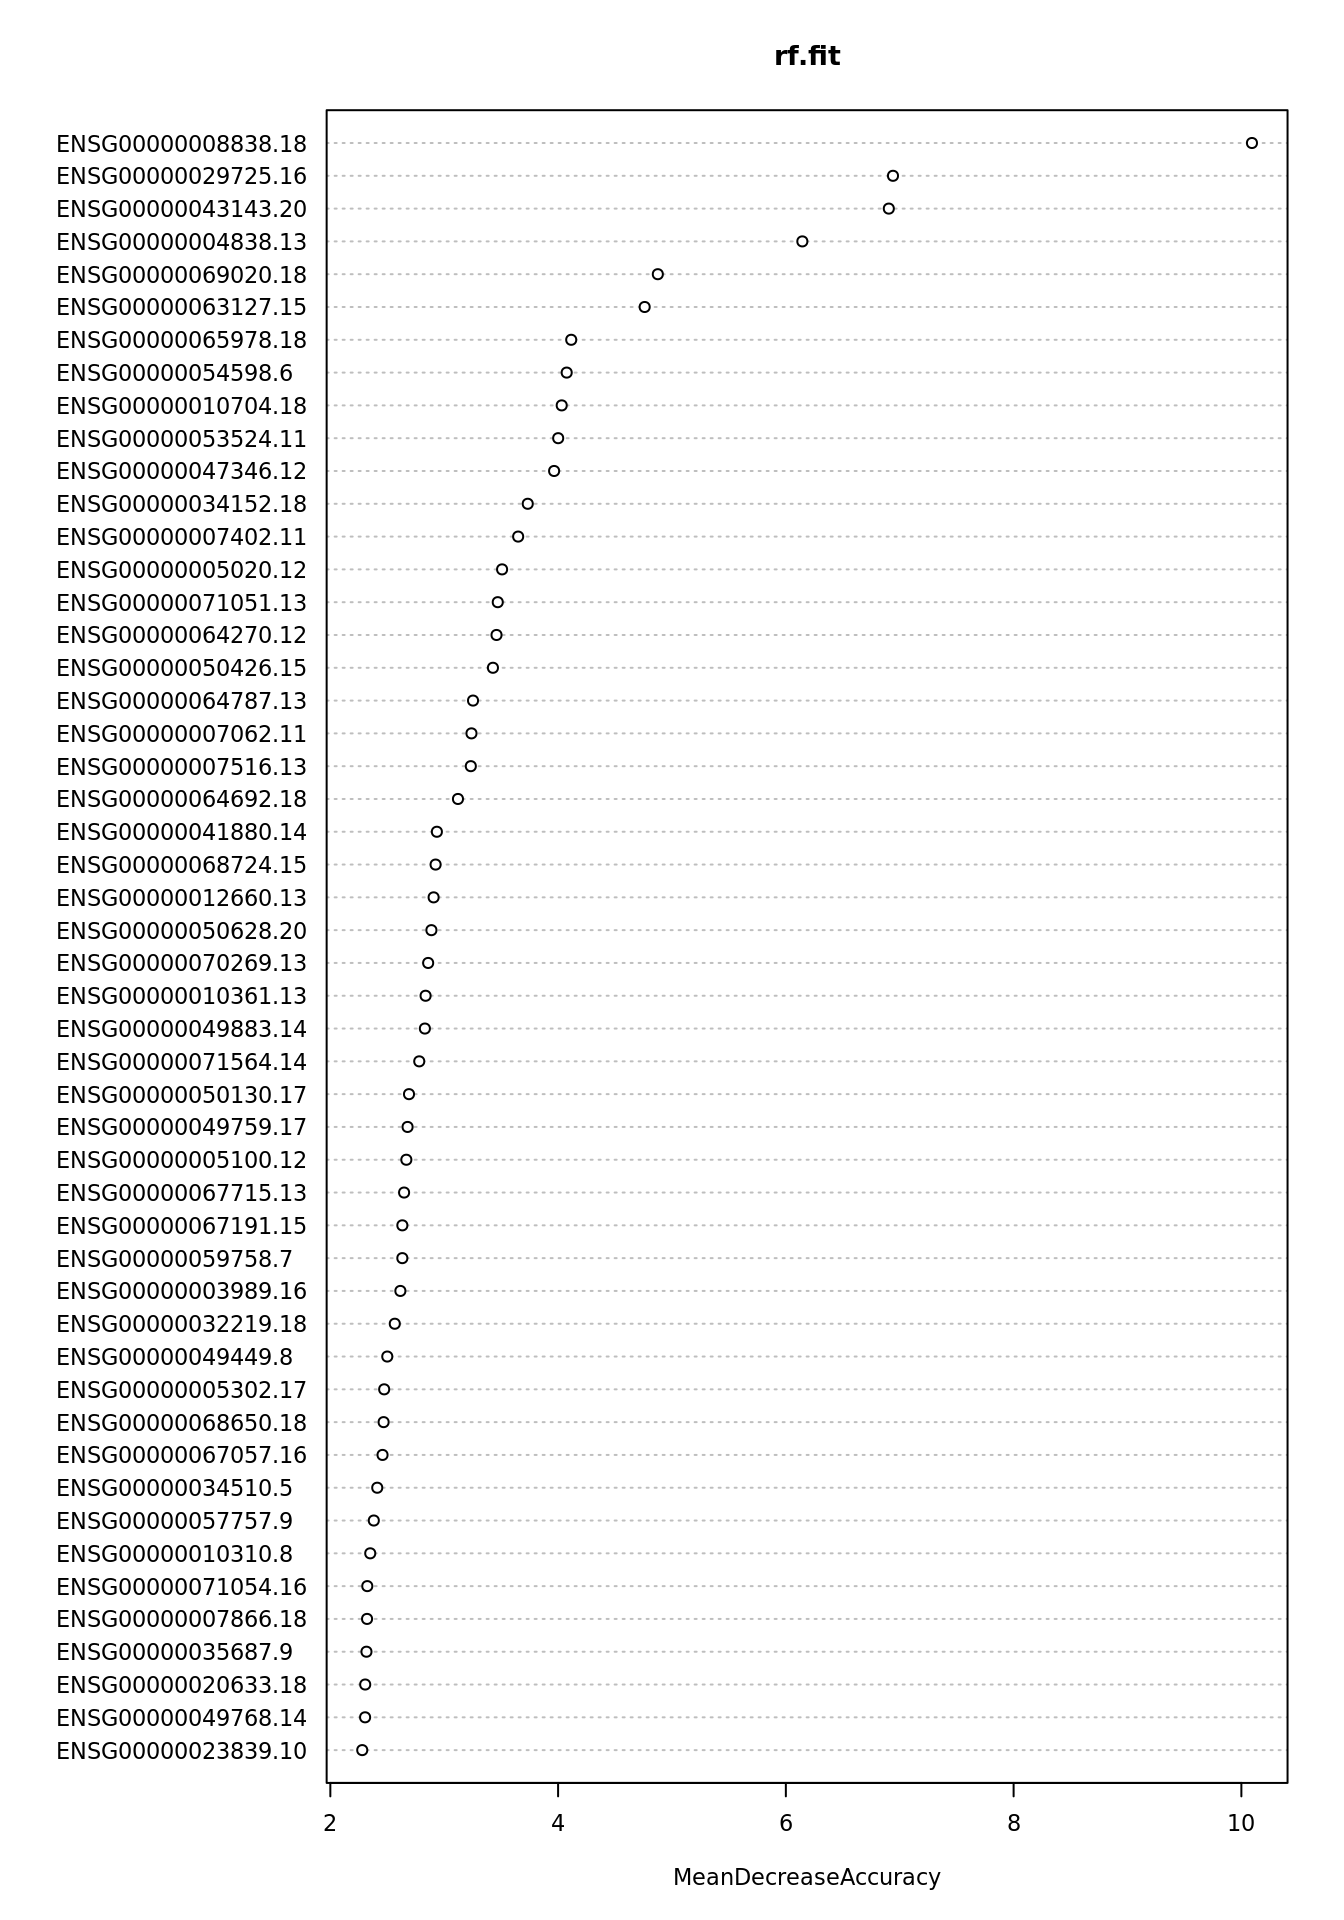 rf.fit
ENSG00000008838.18
ENSG00000029725.16
ENSG00000043143.20
ENSG00000004838.13
ENSG00000069020.18
ENSG00000063127.15
ENSG00000065978.18
ENSG00000054598.6
ENSG00000010704.18
ENSG00000053524.11
ENSG00000047346.12
ENSG00000034152.18
ENSG00000007402.11
ENSG00000005020.12
ENSG00000071051.13
ENSG00000064270.12
ENSG00000050426.15
ENSG00000064787.13
ENSG00000007062.11
ENSG00000007516.13
ENSG00000064692.18
ENSG00000041880.14
ENSG00000068724.15
ENSG00000012660.13
ENSG00000050628.20
ENSG00000070269.13
ENSG00000010361.13
ENSG00000049883.14
ENSG00000071564.14
ENSG00000050130.17
ENSG00000049759.17
ENSG00000005100.12
ENSG00000067715.13
ENSG00000067191.15
ENSG00000059758.7
ENSG00000003989.16
ENSG00000032219.18
ENSG00000049449.8
ENSG00000005302.17
ENSG00000068650.18
ENSG00000067057.16
ENSG00000034510.5
ENSG00000057757.9
ENSG00000010310.8
ENSG00000071054.16
ENSG00000007866.18
ENSG00000035687.9
ENSG00000020633.18
ENSG00000049768.14
ENSG00000023839.10
2 4 6 8 10
MeanDecreaseAccuracy